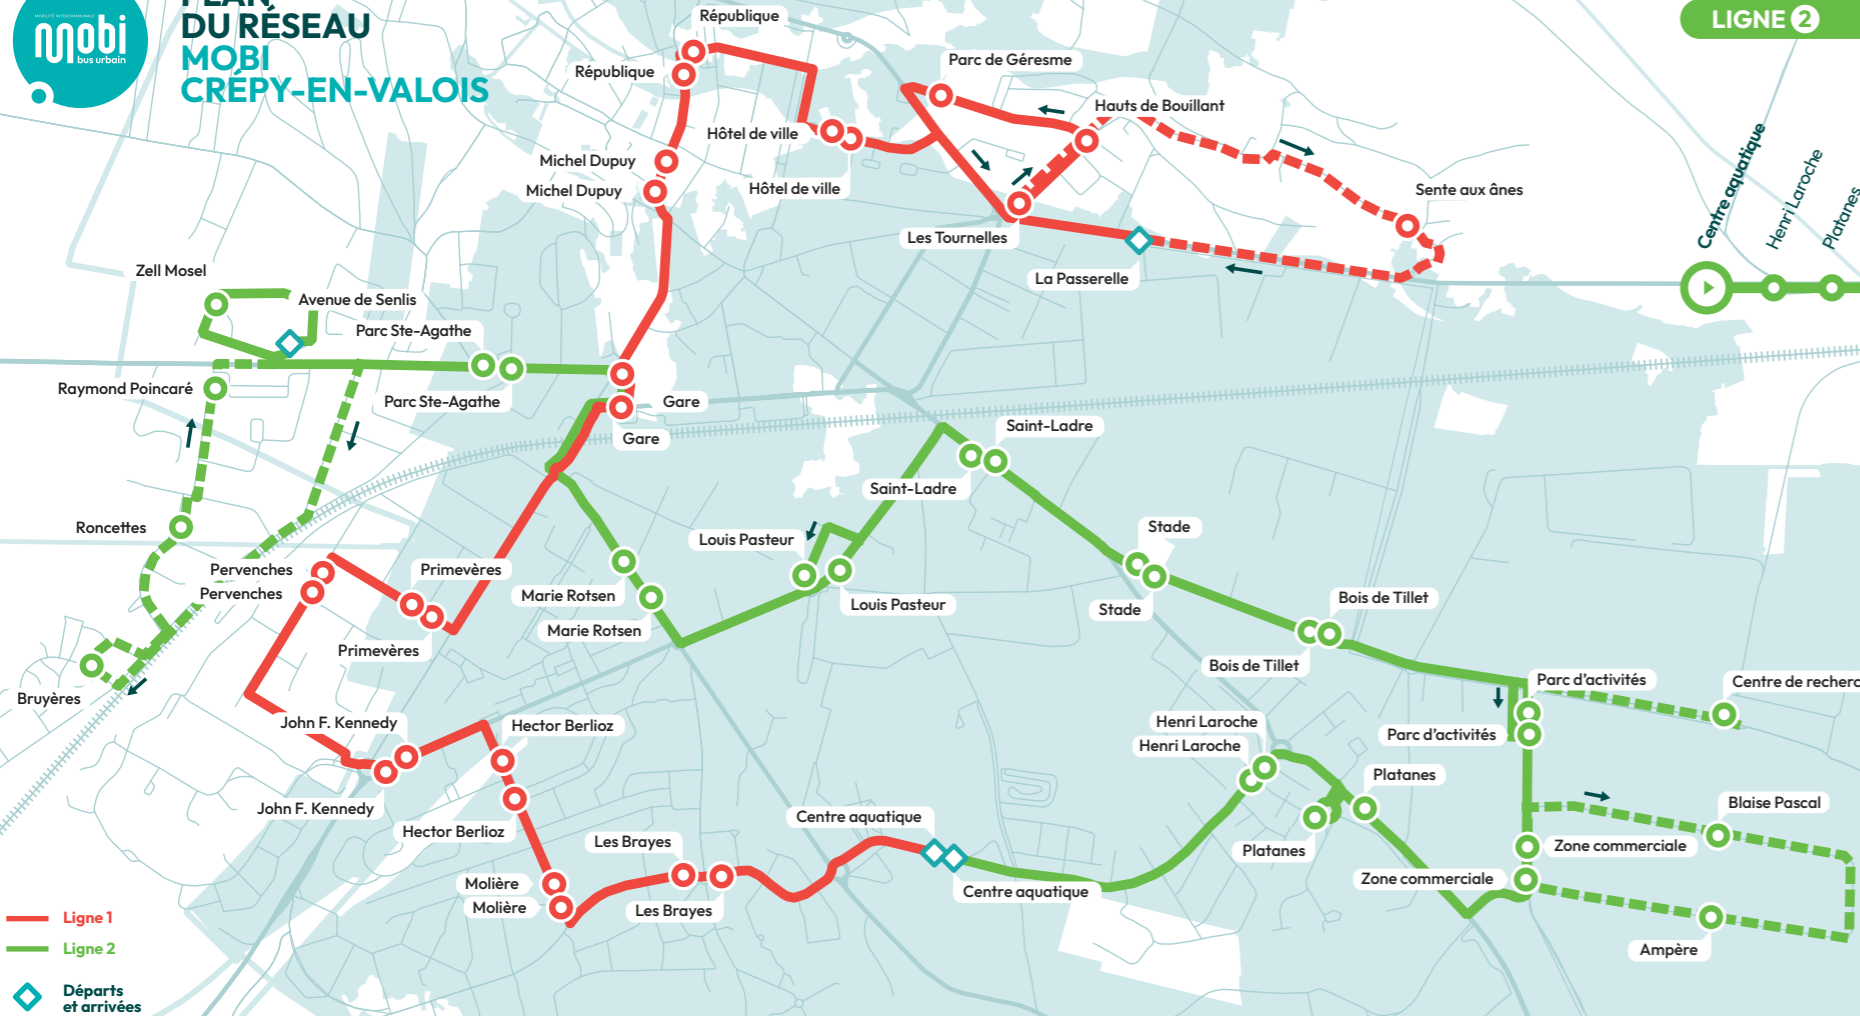 MOBILITÉ INTERCOMMUNALE
mobi
bus urbain
PLAN
DU RÉSEAU
MOBI
CRÉPY-EN-VALOIS
LIGNE 2
Centre aquatique
Henri Laroche
Platanes
République
République
Parc de Géresme
Hauts de Bouillant
Hôtel de ville
Michel Dupuy
Michel Dupuy
Hôtel de ville
Sente aux ânes
Les Tournelles
La Passerelle
Zell Mosel
Avenue de Senlis
Parc Ste-Agathe
Raymond Poincaré
Parc Ste-Agathe
Gare
Gare
Saint-Ladre
Saint-Ladre
Roncettes
Louis Pasteur
Stade
Pervenches
Pervenches
Primevères
Marie Rotsen
Louis Pasteur
Stade
Bois de Tillet
Marie Rotsen
Primevères
Bois de Tillet
Bruyères
Parc d'activités
Centre de recherc
John F. Kennedy
Hector Berlioz
Henri Laroche
Henri Laroche
Parc d'activités
Platanes
John F. Kennedy
Hector Berlioz
Centre aquatique
Blaise Pascal
Les Brayes
Platanes
Zone commerciale
Molière
Molière
Les Brayes
Centre aquatique
Zone commerciale
Ampère
Ligne 1
Ligne 2
Départs
et arrivées